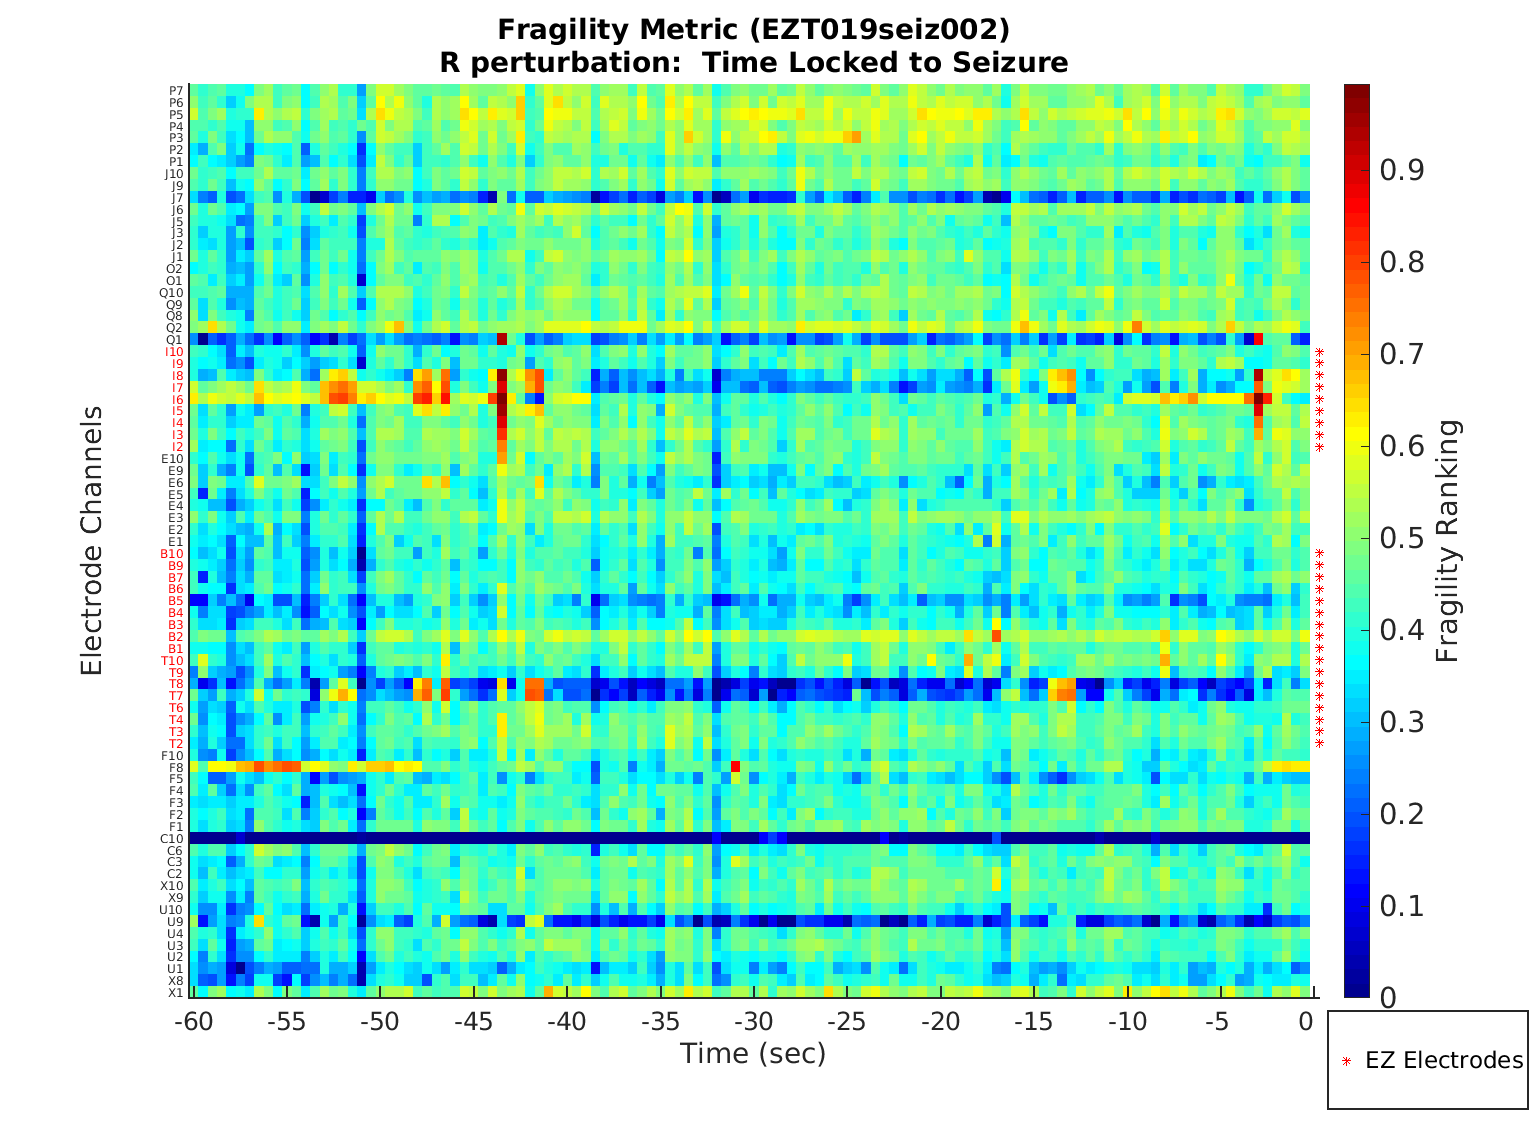 Fragility Metric (EZT019seiz002)
R perturbation:  Time Locked to Seizure
Electrode Channels
P7
P6
P5
P4
P3
P2
P1
J10
J9
J7
J6
J5
J3
J2
J1
O2
O1
Q10
Q9
Q8
Q2
Q1
I10
I9
I8
I7
I6
I5
I4
I3
I2
E10
E9
E6
E5
E4
E3
E2
E1
B10
B9
B7
B6
B5
B4
B3
B2
B1
T10
T9
T8
T7
T6
T4
T3
T2
F10
F8
F5
F4
F3
F2
F1
C10
C6
C3
C2
X10
X9
U10
U9
U4
U3
U2
U1
X8
X1
-60 -55 -50 -45 -40 -35 -30 -25 -20 -15 -10 -5 0
Time (sec)
0.9
0.8
0.7
0.6
0.5
0.4
0.3
0.2
0.1
0
Fragility Ranking
EZ Electrodes